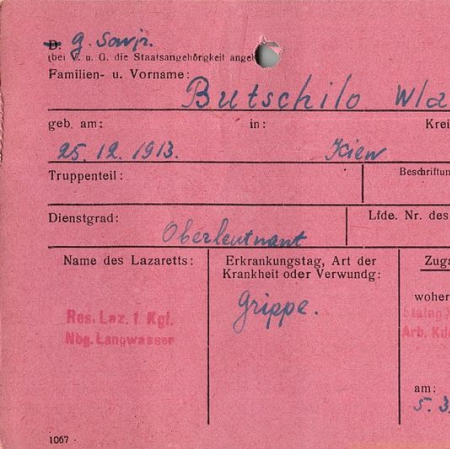 D. g. Sowj.
(bei V. u. G. die Staatsangehörigkeit angeb
Familien- u. Vorname:
Butschilo Wla
geb. am: in: Krei
25. 12. 1913. Kiew
Truppenteil: Beschriftun
Dienstgrad: Lfde. Nr. des
Oberleutnant
Name des Lazaretts: Erkrankungstag, Art der Krankheit oder Verwundg: Zuga
woher
Res. Laz. f. Kgf.
Nbg. Langwasser
Grippe.
Stalag
Arb. Kdo
am:
5. 3
1067